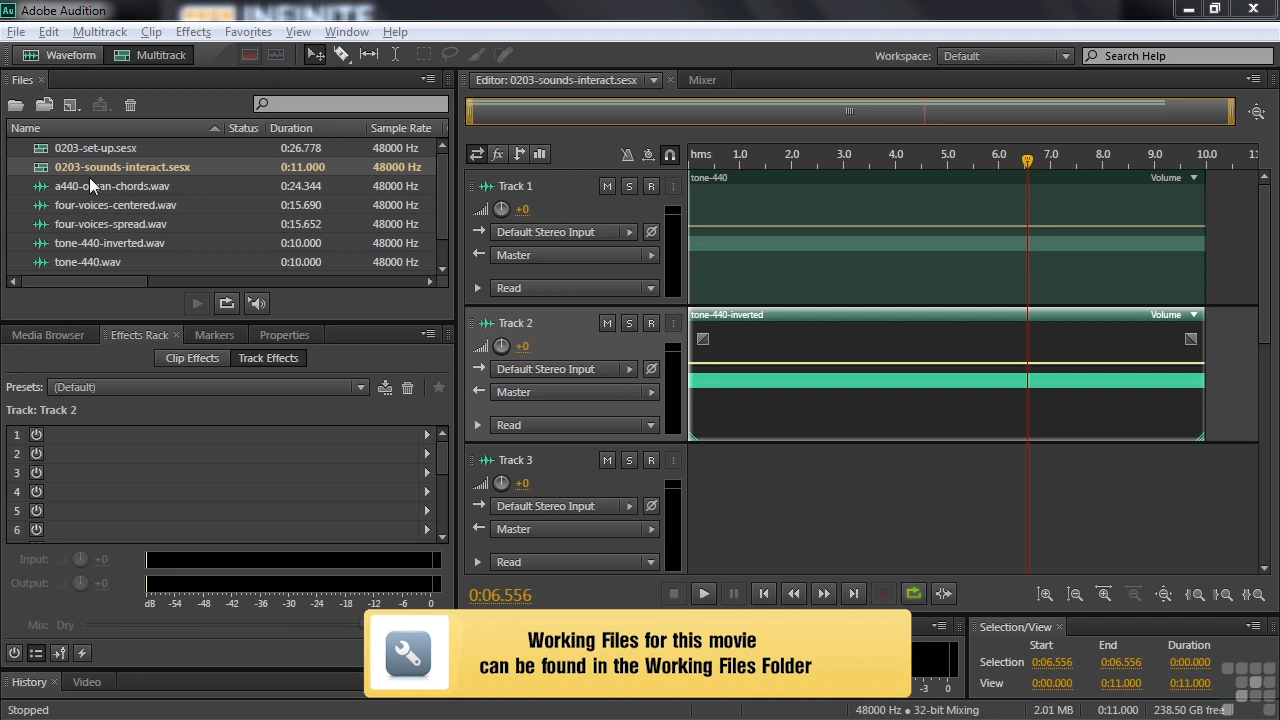 Au Adobe Audition
File Edit Multitrack Clip Effects Favorites View Window Help
Waveform Multitrack Workspace: Default Search Help
Files
Name Status Duration Sample Rate
0203-set-up.sesx 0:26.778 48000 Hz
0203-sounds-interact.sesx 0:11.000 48000 Hz
a440-o an-chords.wav 0:24.344 48000 Hz
four-voices-centered.wav 0:15.690 48000 Hz
four-voices-spread.wav 0:15.652 48000 Hz
tone-440-inverted.wav 0:10.000 48000 Hz
tone-440.wav 0:10.000 48000 Hz
Media Browser Effects Rack Markers Properties
Clip Effects Track Effects
Presets: (Default)
Track: Track 2
1
2
3
4
5
6
Input: +0
Output: +0
dB -54 -48 -42 -36 -30 -24 -18 -12 -6 0
Mix: Dry
History Video
Stopped
Editor: 0203-sounds-interact.sesx Mixer
fx hms 1.0 2.0 3.0 4.0 5.0 6.0 7.0 8.0 9.0 10.0 11
Track 1 M S R I
+0
Default Stereo Input
Master
Read
tone-440 Volume
Track 2 M S R I
+0
Default Stereo Input
Master
Read
tone-440-inverted Volume
Track 3 M S R I
+0
Default Stereo Input
Master
Read
0:06.556
Working Files for this movie
can be found in the Working Files Folder
-3 0
Selection/View
Start End Duration
Selection 0:06.556 0:06.556 0:00.000
View 0:00.000 0:11.000 0:11.000
48000 Hz • 32-bit Mixing 2.01 MB 0:11.000 238.50 GB free